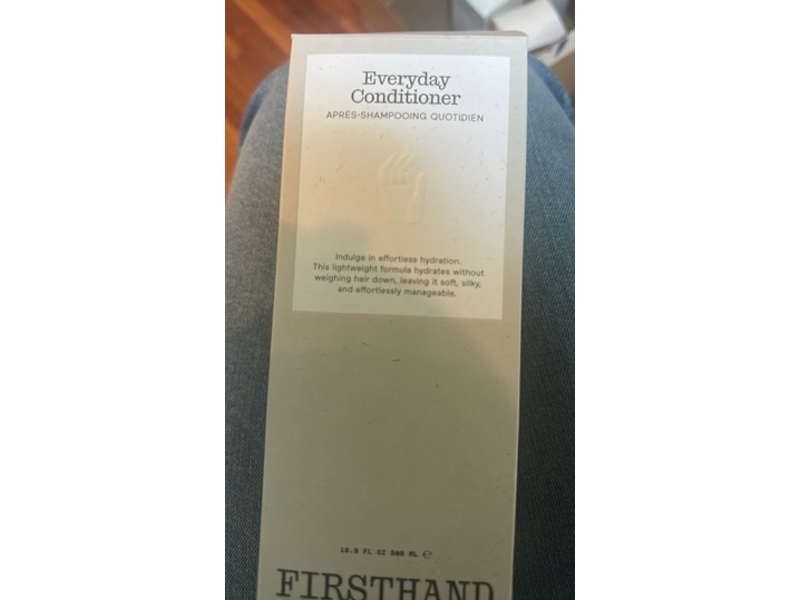 Everyday
Conditioner
APRÈS-SHAMPOOING QUOTIDIEN
Indulge in effortless hydration.
This lightweight formula hydrates without
weighing hair down, leaving it soft, silky,
and effortlessly manageable.
16.9 FL OZ 500 ML ℮
FIRSTHAND